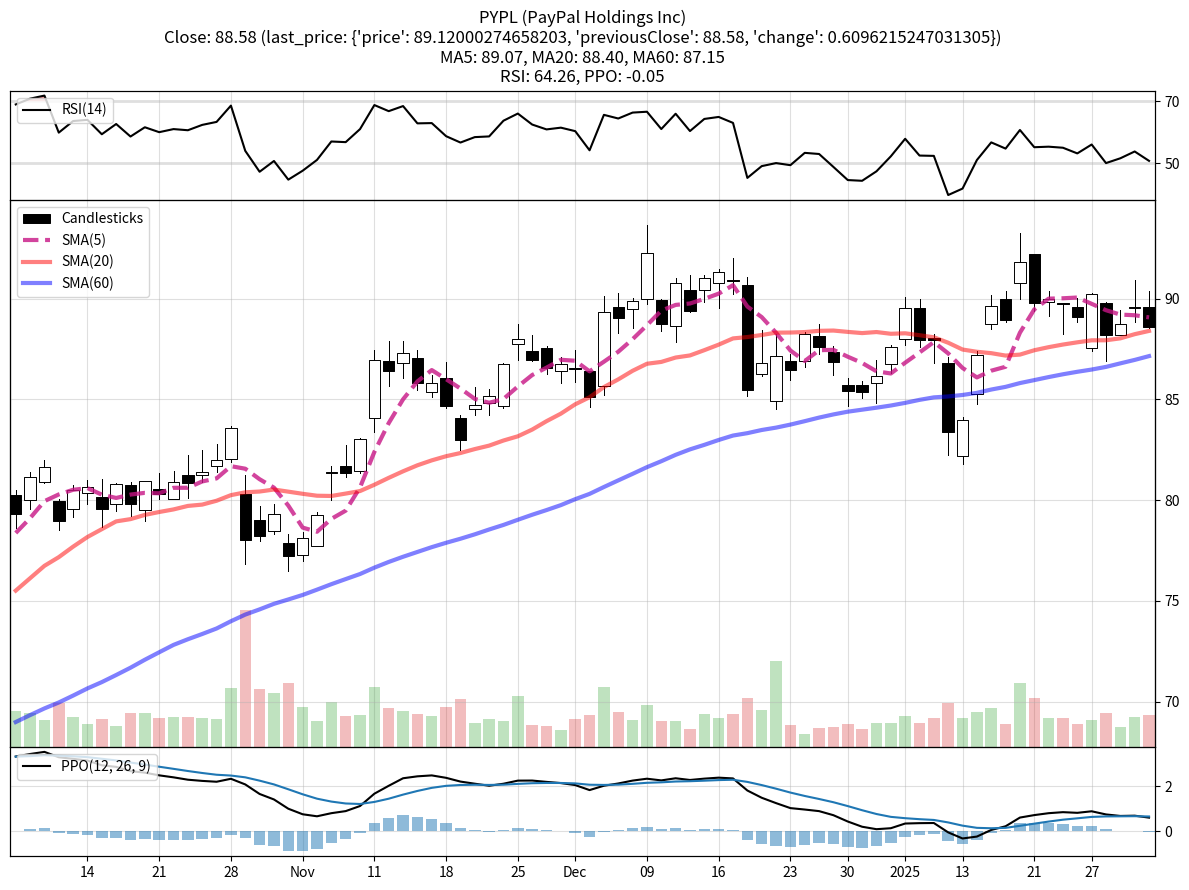 PYPL (PayPal Holdings Inc)
Close: 88.58 (last_price: {'price': 89.12000274658203, 'previousClose': 88.58, 'change': 0.6096215247031305})
MA5: 89.07, MA20: 88.40, MA60: 87.15
RSI: 64.26, PPO: -0.05
RSI(14)
70
50
Candlesticks
SMA(5)
SMA(20)
SMA(60)
90
85
80
75
70
PPO(12, 26, 9)
2
0
14 21 28 Nov 11 18 25 Dec 09 16 23 30 2025 13 21 27